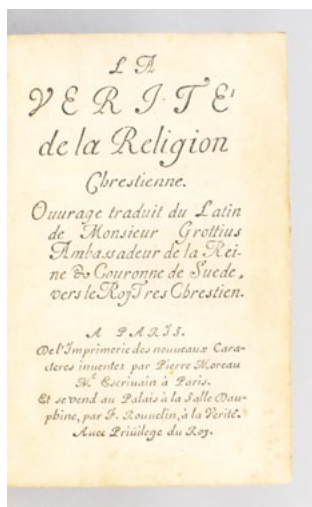 LA
VERITE'
de la Religion
Chrestienne.
Ouurage traduit du Latin
de Monsieur Grottius
Ambassadeur de la Rei-
ne & Couronne de Suede,
vers le Roy Tres Chrestien.
A PARIS.
De l'Imprimerie des nouueaux Cara-
cteres inuentez par Pierre Moreau
Mᵉ Escriuain à Paris.
Et se vend au Palais à la Salle Dau-
phine, par F. Rouuelin, à la Verité.
Auec Priuilege du Roy.